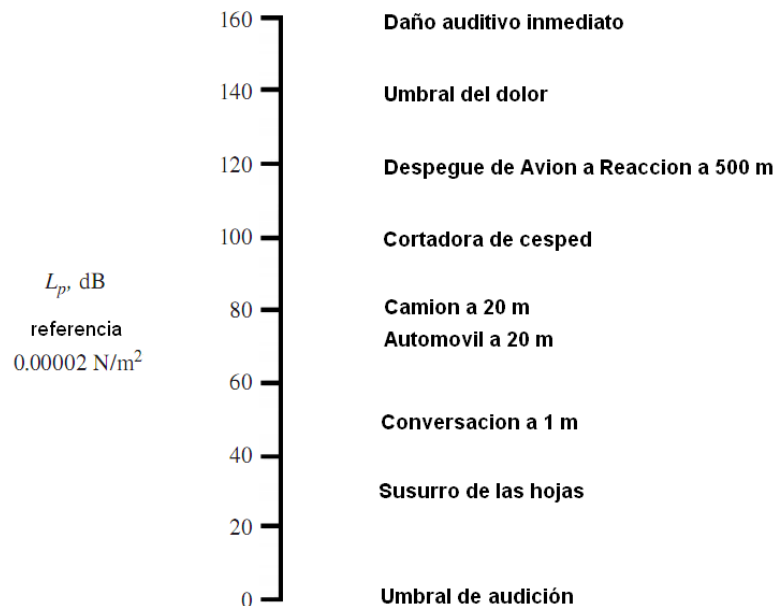 160 Daño auditivo inmediato
140 Umbral del dolor
120 Despegue de Avion a Reaccion a 500 m
100 Cortadora de cesped
Lp, dB
80 Camion a 20 m
referencia
Automovil a 20 m
0.00002 N/m²
60
Conversacion a 1 m
40
Susurro de las hojas
20
0 Umbral de audición